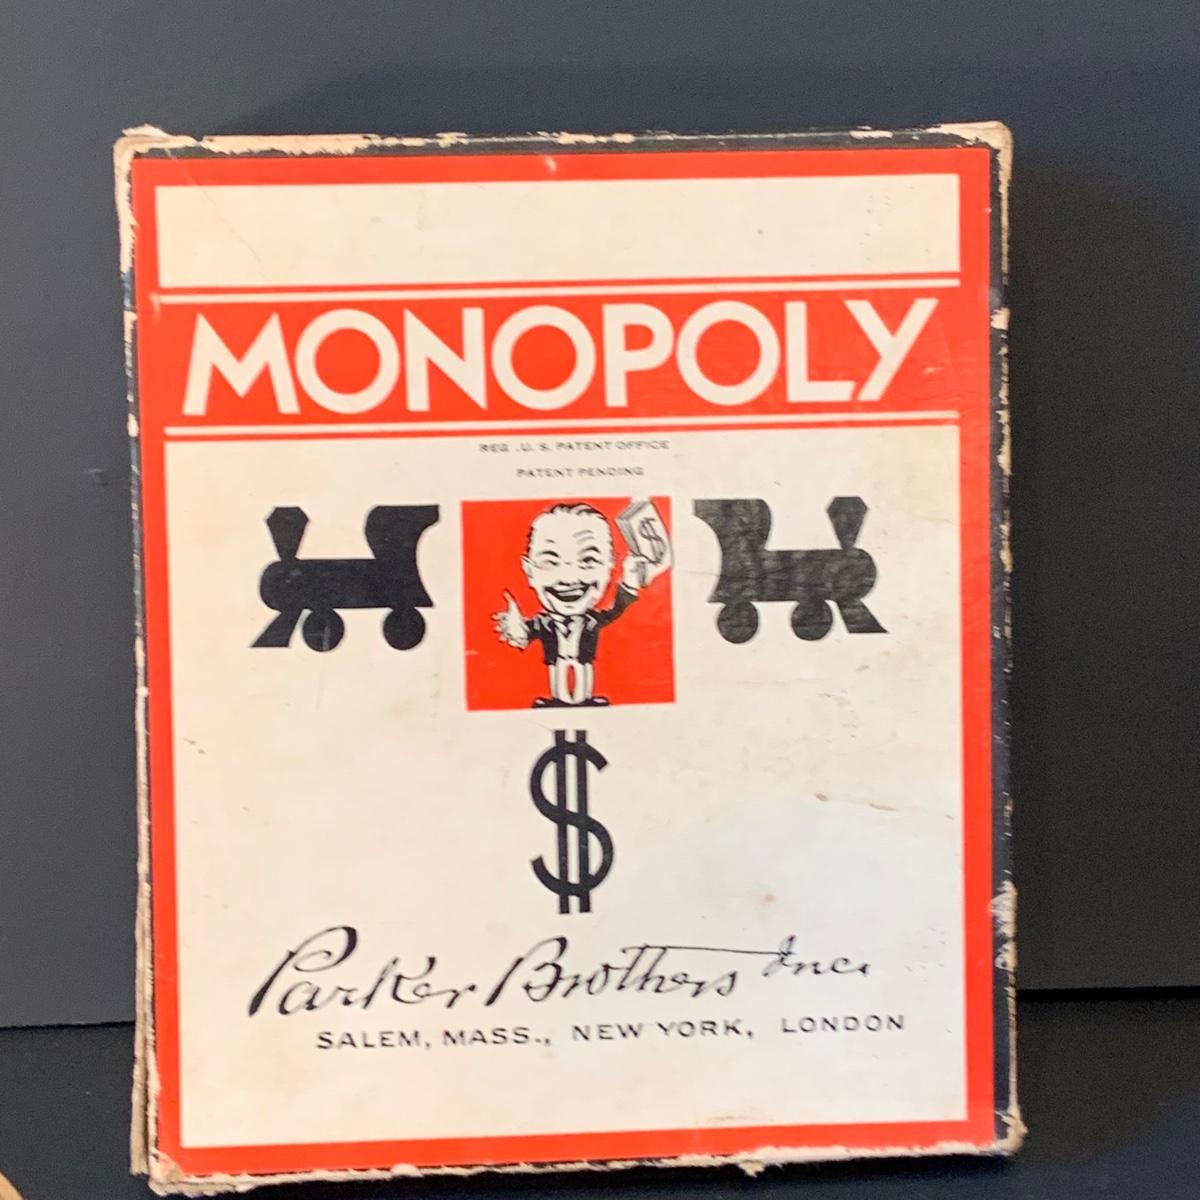 MONOPOLY
REG. U. S. PATENT OFFICE
PATENT PENDING
$
$
Parker Brothers Inc.
SALEM, MASS., NEW YORK, LONDON